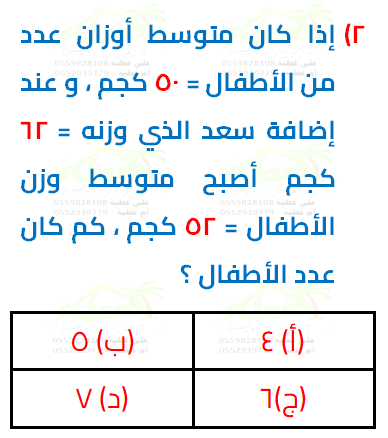 ٢) إذا كان متوسط أوزان عدد
من الأطفال = ٥٠ كجم ، و عند
إضافة سعد الذي وزنه = ٦٢
كجم أصبح متوسط وزن
الأطفال = ٥٢ كجم ، كم كان
عدد الأطفال ؟
(أ) ٤
(ب) ٥
(ج) ٦
(د) ٧